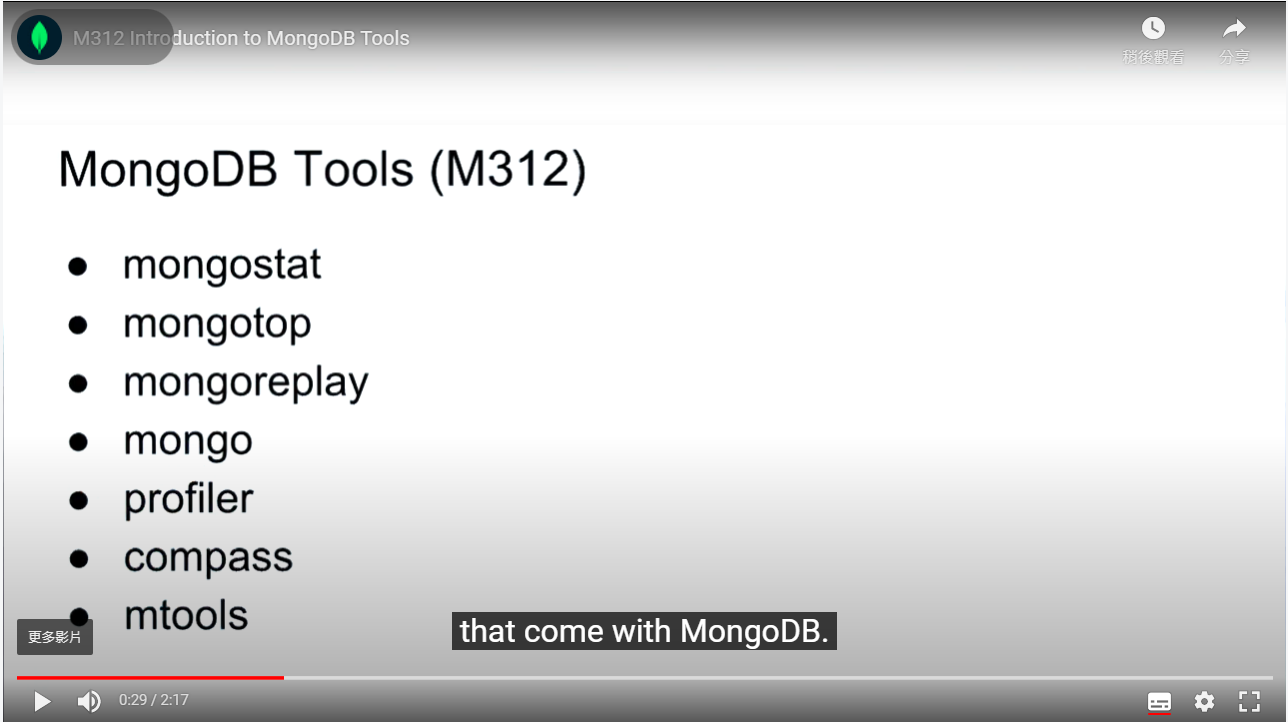 M312 Introduction to MongoDB Tools
稍後觀看
分享
MongoDB Tools (M312)
mongostat
mongotop
mongoreplay
mongo
profiler
compass
mtools
更多影片
that come with MongoDB.
0:29 / 2:17